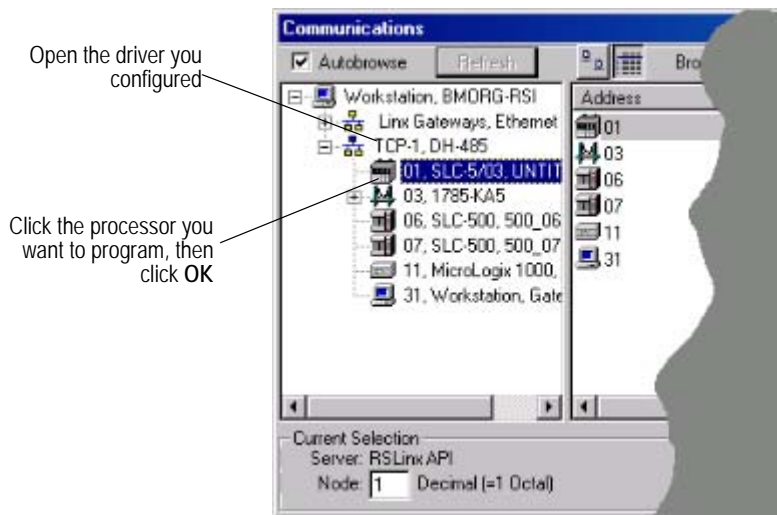 Communications
Open the driver you
configured
Autobrowse
Refresh
Workstation, BMORG-RSI
Linx Gateways, Ethernet
TCP-1, DH-485
01, SLC-5/03, UNTIT
03, 1785-KA5
06, SLC-500, 500_06
07, SLC-500, 500_07
11, MicroLogix 1000,
31, Workstation, Gate
Click the processor you
want to program, then
click OK
Bro
Address
01
03
06
07
11
31
Current Selection
Server: RSLinx API
Node: 1 Decimal (=1 Octal)